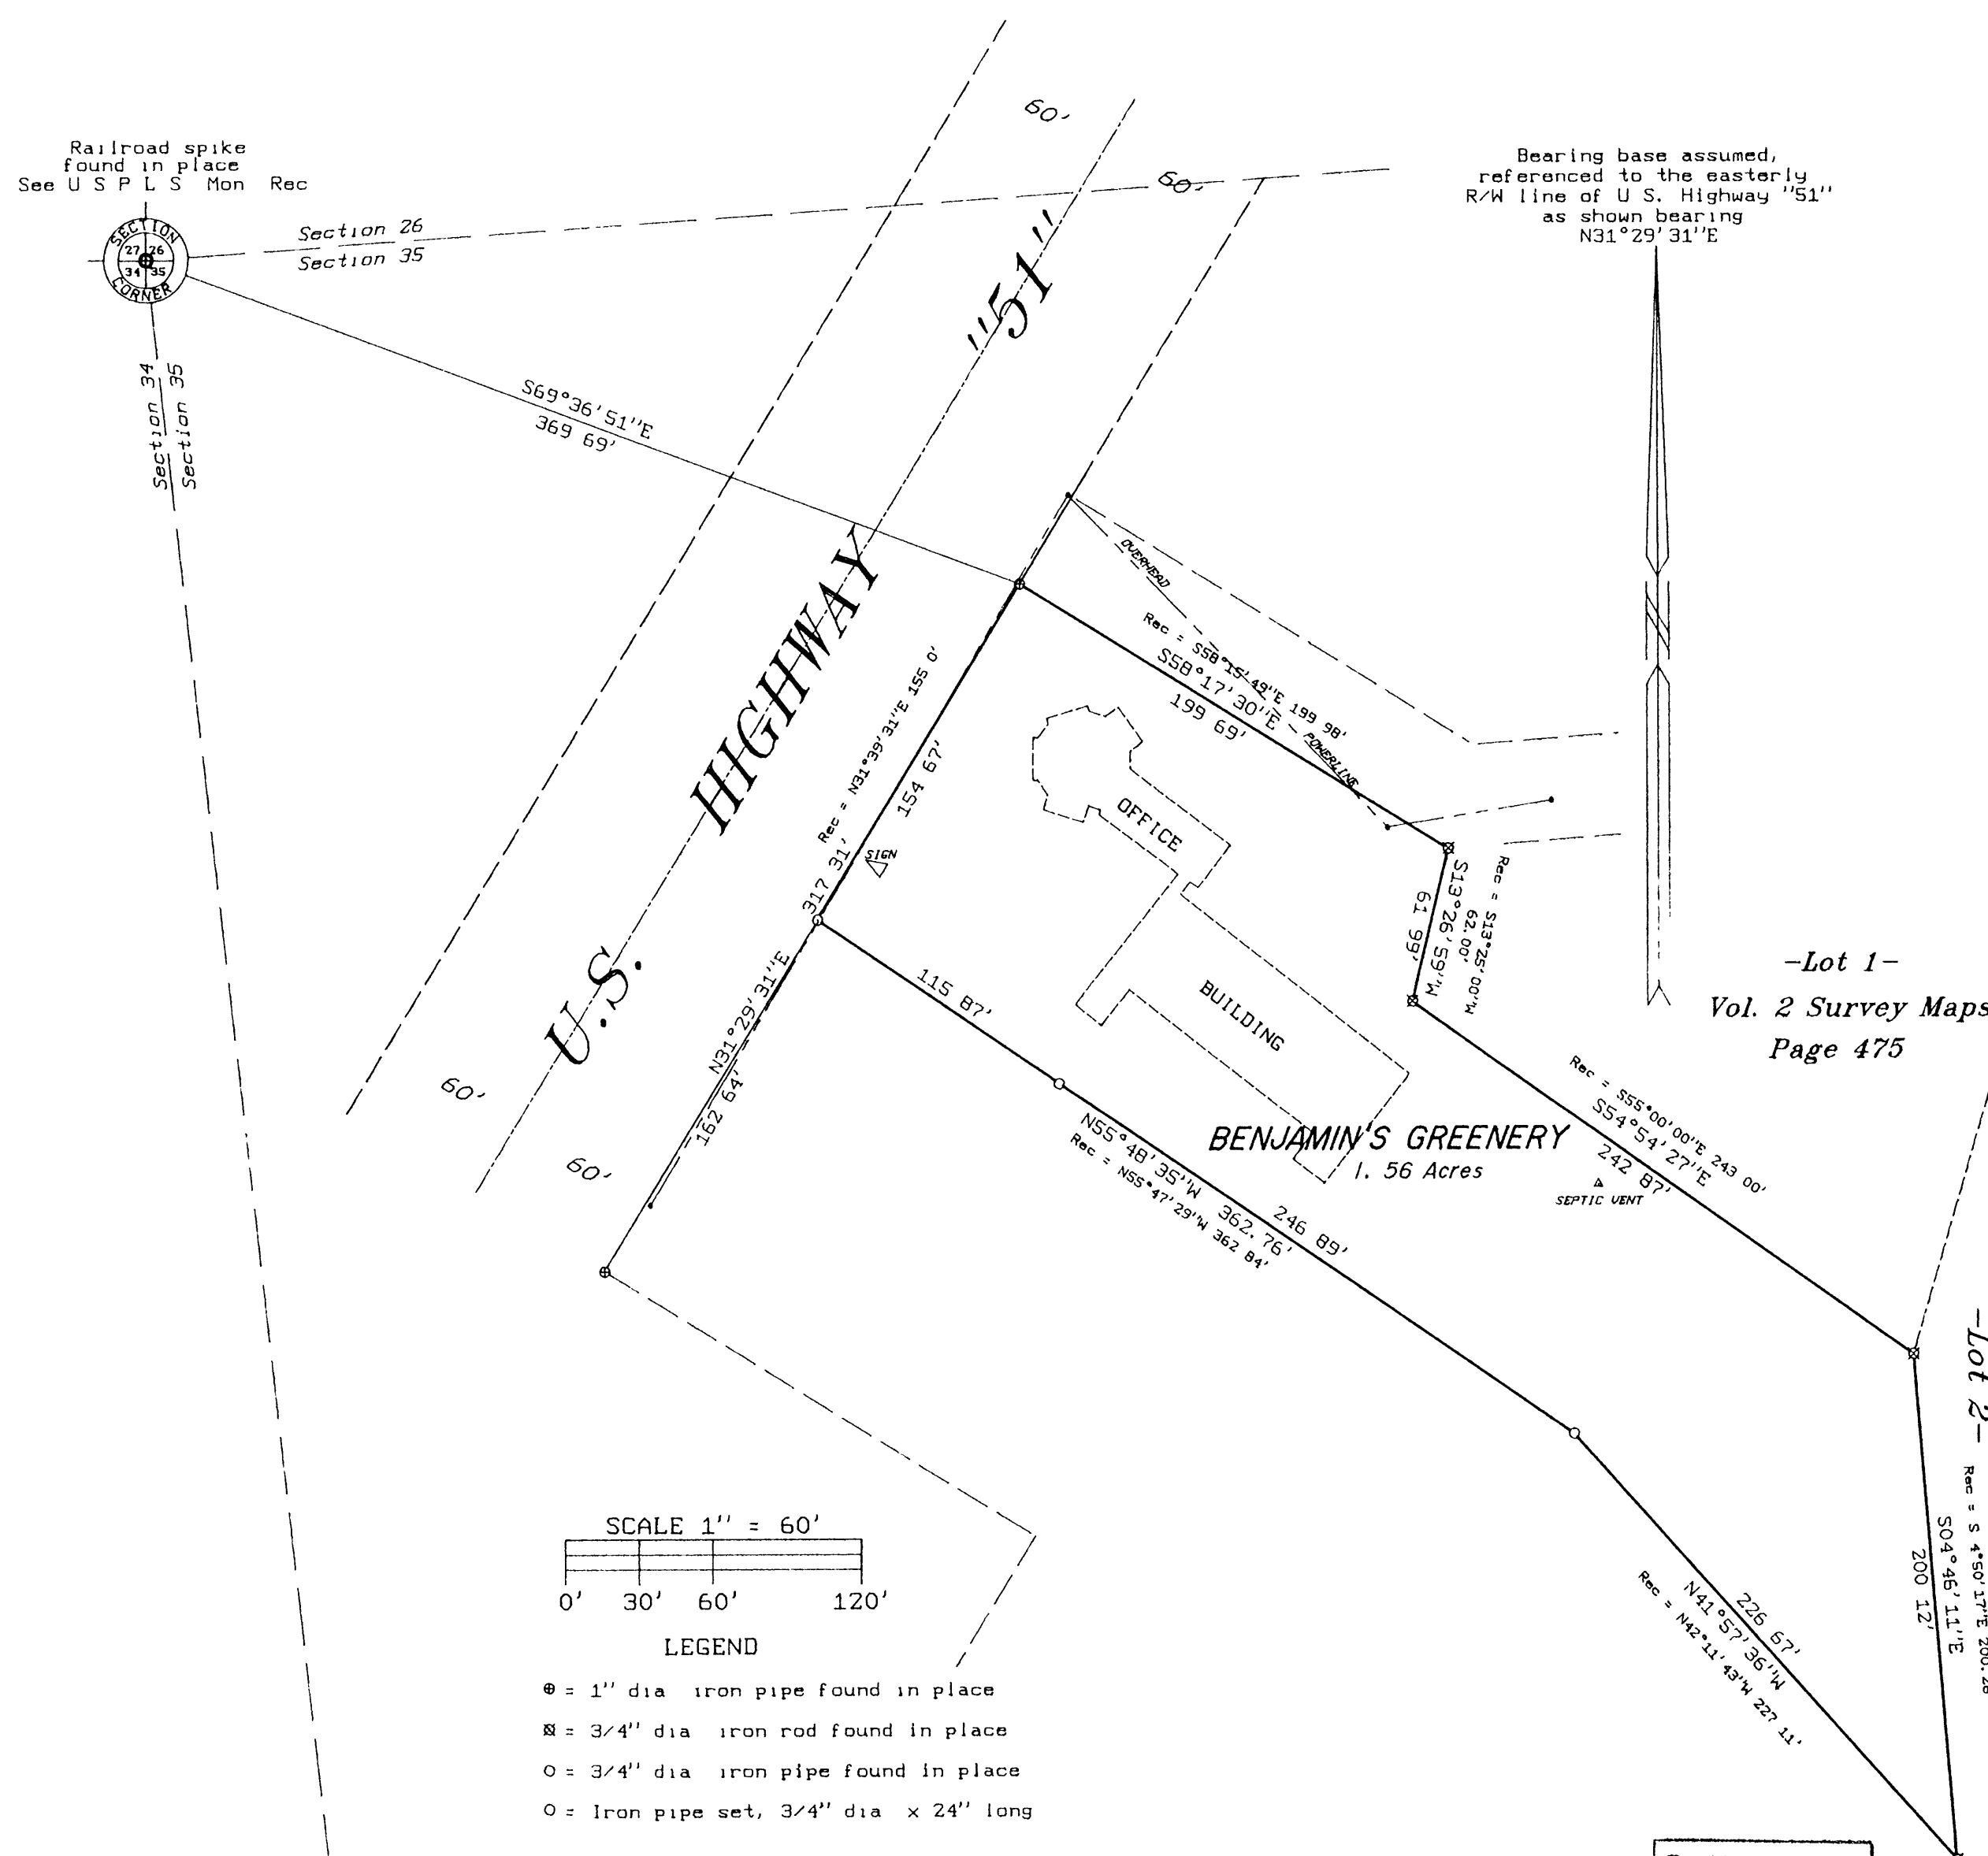 Railroad spike
found in place
See U S P L S Mon Rec
SECTION
27 26
34 35
CORNER
Section 26
Section 35
Section 34
Section 35
60'
60'
Bearing base assumed,
referenced to the easterly
R/W line of U S. Highway "51"
as shown bearing
N31°29'31"E
S69°36'51"E
369 69'
U.S. HIGHWAY "51"
OVERHEAD
POWERLINE
Rec = S58°15'49"E 199 98'
S58°17'30"E
199 69'
Rec = N31°39'31"E 155 0'
154 67'
317 31'
SIGN
OFFICE
BUILDING
Rec = S13°25'00"W
62.00'
S13°26'59"W
61 99'
-Lot 1-
Vol. 2 Survey Maps
Page 475
115 87'
N31°29'31"E
162 64'
60'
60'
Rec = S55°00'00"E 243 00'
S54°54'27"E
242 87'
BENJAMIN'S GREENERY
1. 56 Acres
SEPTIC VENT
N55°48'35"W 362.76'
Rec = N55°47'29"W 362 84'
246 89'
-Lot 2-
Rec = S 4°50'17"E 200.26
S04°46'11"E
200 12'
226 67'
N41°57'36"W
Rec = N42°11'43"W 227 11'
SCALE 1" = 60'
0' 30' 60' 120'
LEGEND
⊕ = 1" dia iron pipe found in place
⊠ = 3/4" dia iron rod found in place
O = 3/4" dia iron pipe found in place
O = Iron pipe set, 3/4" dia x 24" long